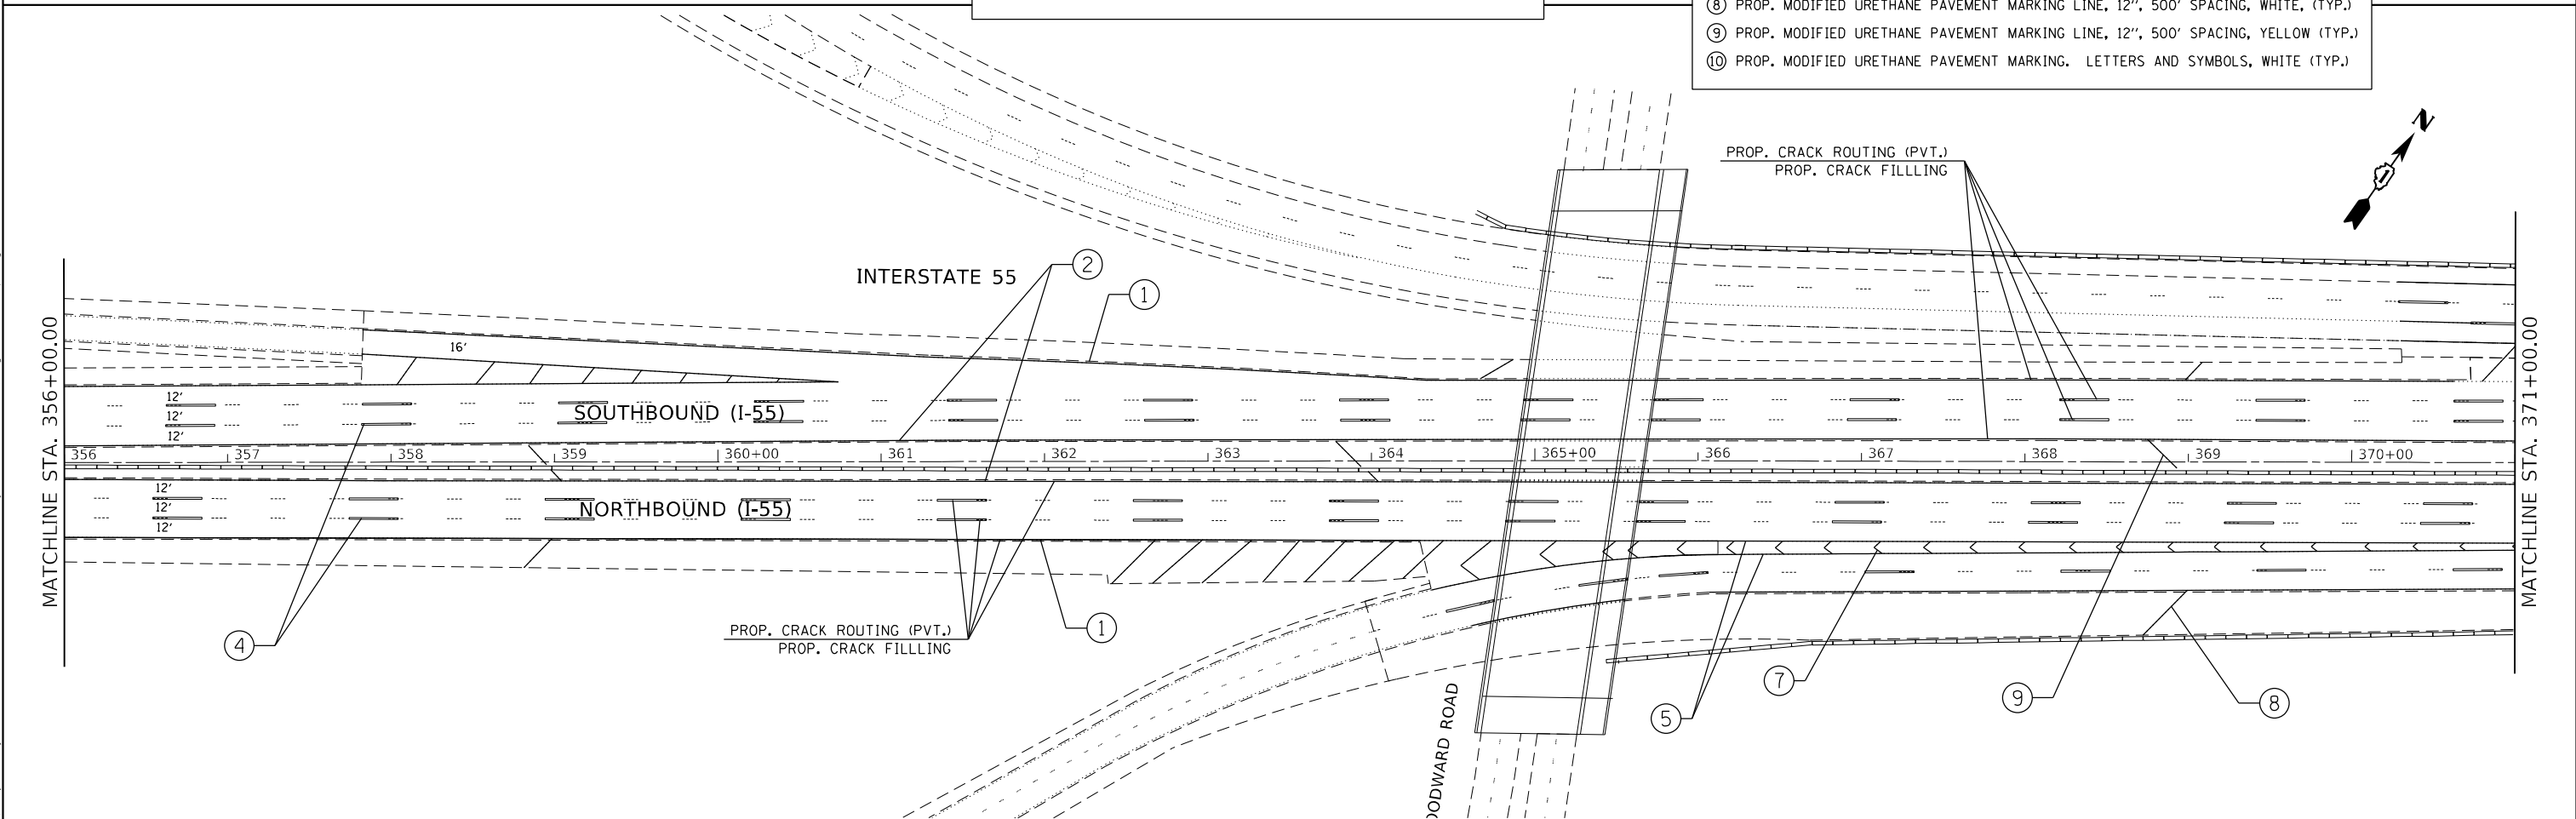 ⑧ PROP. MODIFIED URETHANE PAVEMENT MARKING LINE, 12", 500' SPACING, WHITE, (TYP.)
⑨ PROP. MODIFIED URETHANE PAVEMENT MARKING LINE, 12", 500' SPACING, YELLOW (TYP.)
⑩ PROP. MODIFIED URETHANE PAVEMENT MARKING. LETTERS AND SYMBOLS, WHITE (TYP.)
N
PROP. CRACK ROUTING (PVT.)
PROP. CRACK FILLLING
INTERSTATE 55
2
1
16'
12'
12'
12'
SOUTHBOUND (I-55)
356 357 358 359 360+00 361 362 363 364 365+00 366 367 368 369 370+00
12'
12'
12'
NORTHBOUND (I-55)
MATCHLINE STA. 356+00.00
MATCHLINE STA. 371+00.00
4
PROP. CRACK ROUTING (PVT.)
PROP. CRACK FILLLING
1
5
7
9
8
ROAD